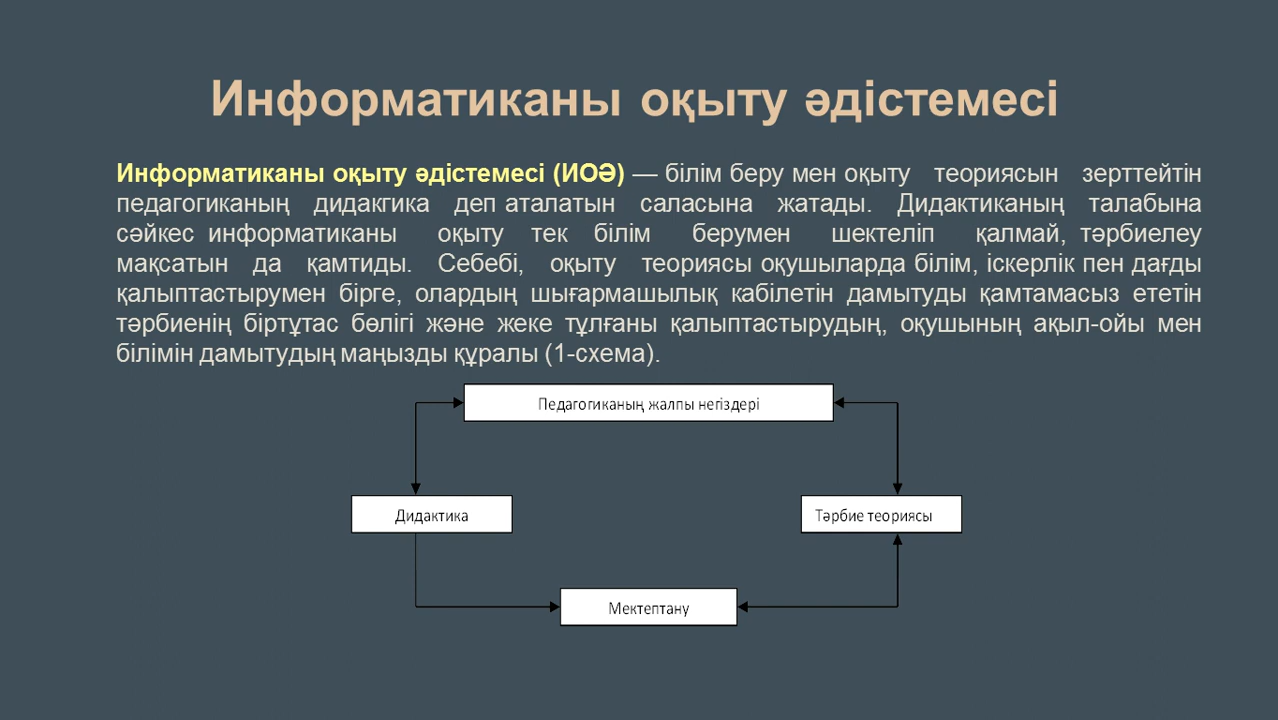 Информатиканы оқыту әдістемесі
Информатиканы оқыту әдістемесі (ИОӘ) — білім беру мен оқыту теориясын зерттейтін
педагогиканың дидакгика деп аталатын саласына жатады. Дидактиканың талабына
сәйкес информатиканы оқыту тек білім берумен шектеліп қалмай, тәрбиелеу
мақсатын да қамтиды. Себебі, оқыту теориясы оқушыларда білім, іскерлік пен дағды
қалыптастырумен бірге, олардың шығармашылық кабілетін дамытуды қамтамасыз ететін
тәрбиенің біртұтас бөлігі және жеке тұлғаны қалыптастырудың, оқушының ақыл-ойы мен
білімін дамытудың маңызды құралы (1-схема).
Педагогиканың жалпы негіздері
Дидактика
Тәрбие теориясы
Мектептану